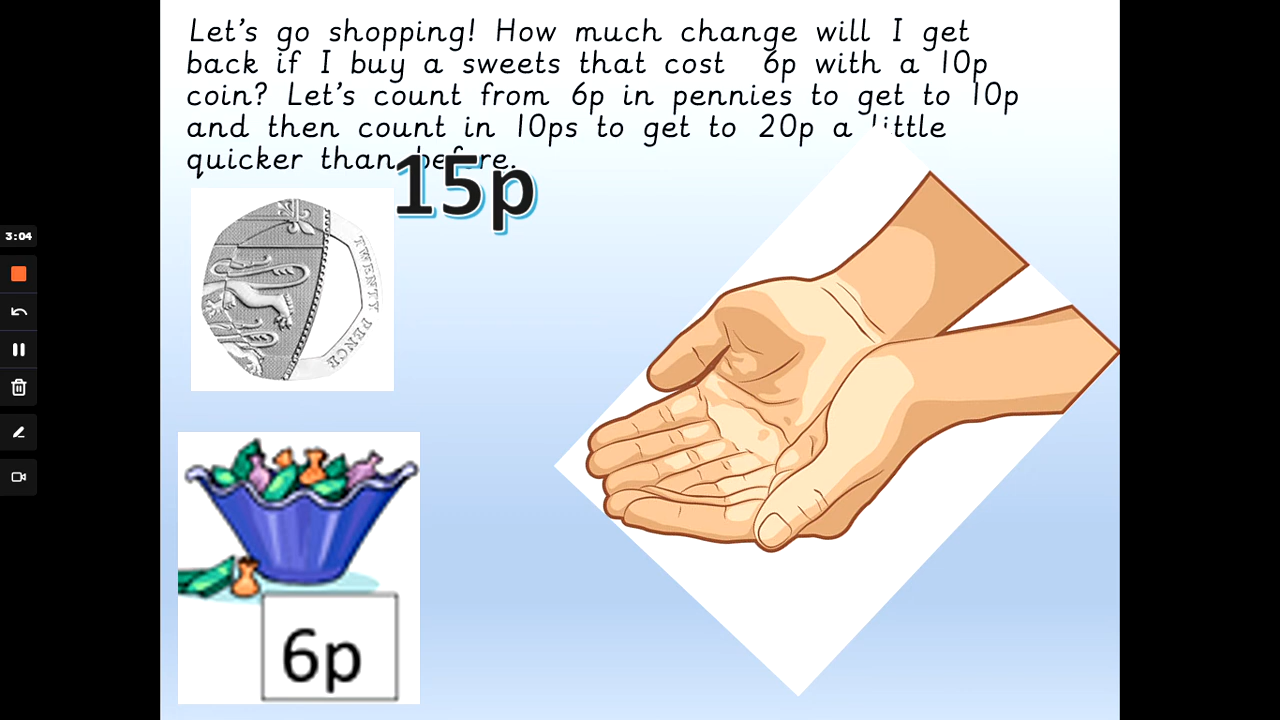 Let's go shopping! How much change will I get
back if I buy a sweets that cost 6p with a 10p
coin? Let's count from 6p in pennies to get to 10p
and then count in 10ps to get to 20p a little
quicker than before.
15p
TWENTY PENCE
3:04
6p